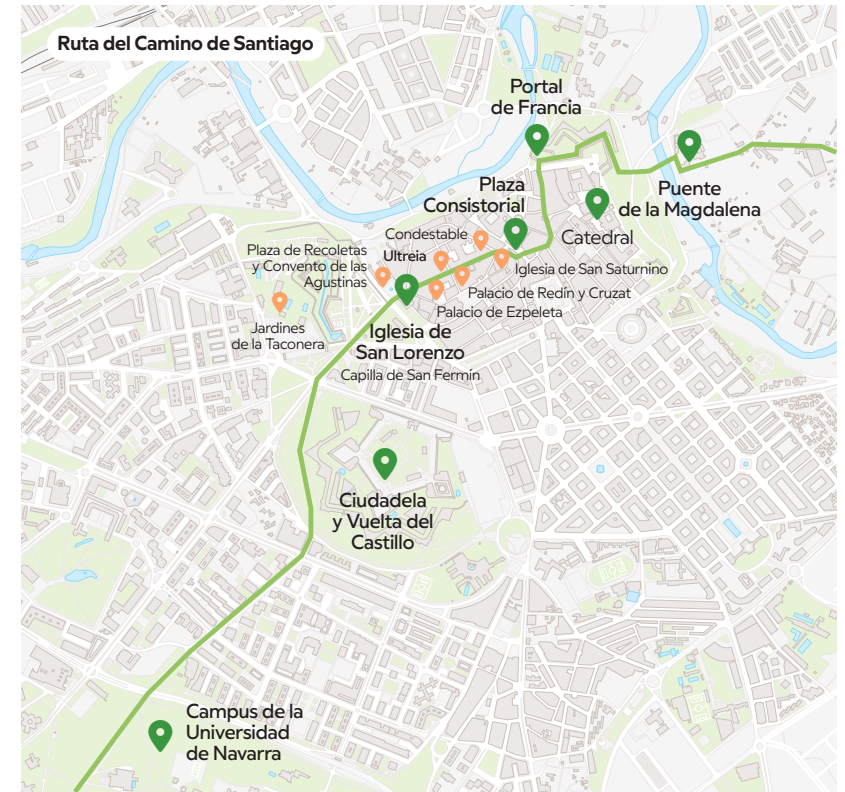 Ruta del Camino de Santiago
Portal
de Francia
Plaza
Consistorial
Puente
de la Magdalena
Catedral
Condestable
Ultreia
Plaza de Recoletas
y Convento de las
Agustinas
Iglesia de San Saturnino
Palacio de Redín y Cruzat
Palacio de Ezpeleta
Jardines
de la Taconera
Iglesia de
San Lorenzo
Capilla de San Fermín
Ciudadela
y Vuelta del
Castillo
Campus de la
Universidad
de Navarra